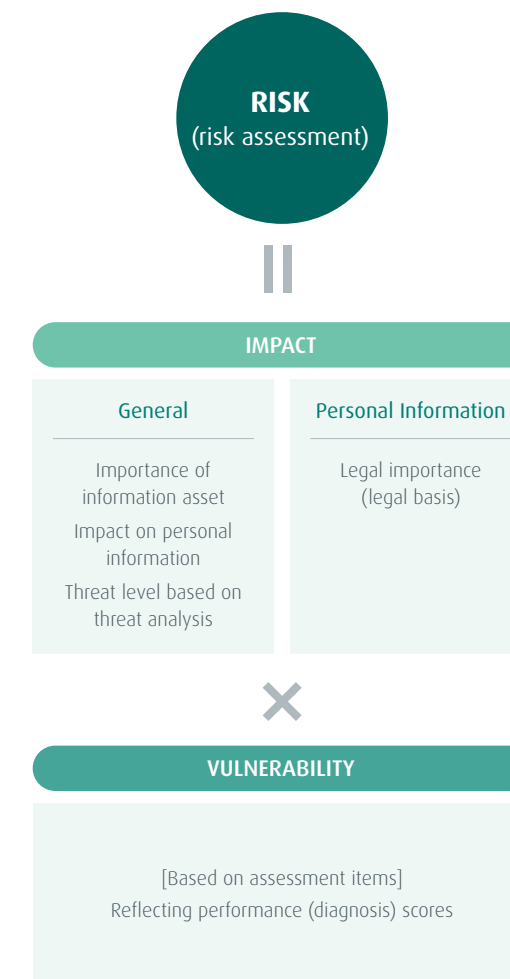 RISK
(risk assessment)
IMPACT
General
Importance of
information asset
Impact on personal
information
Threat level based on
threat analysis
Personal Information
Legal importance
(legal basis)
VULNERABILITY
[Based on assessment items]
Reflecting performance (diagnosis) scores